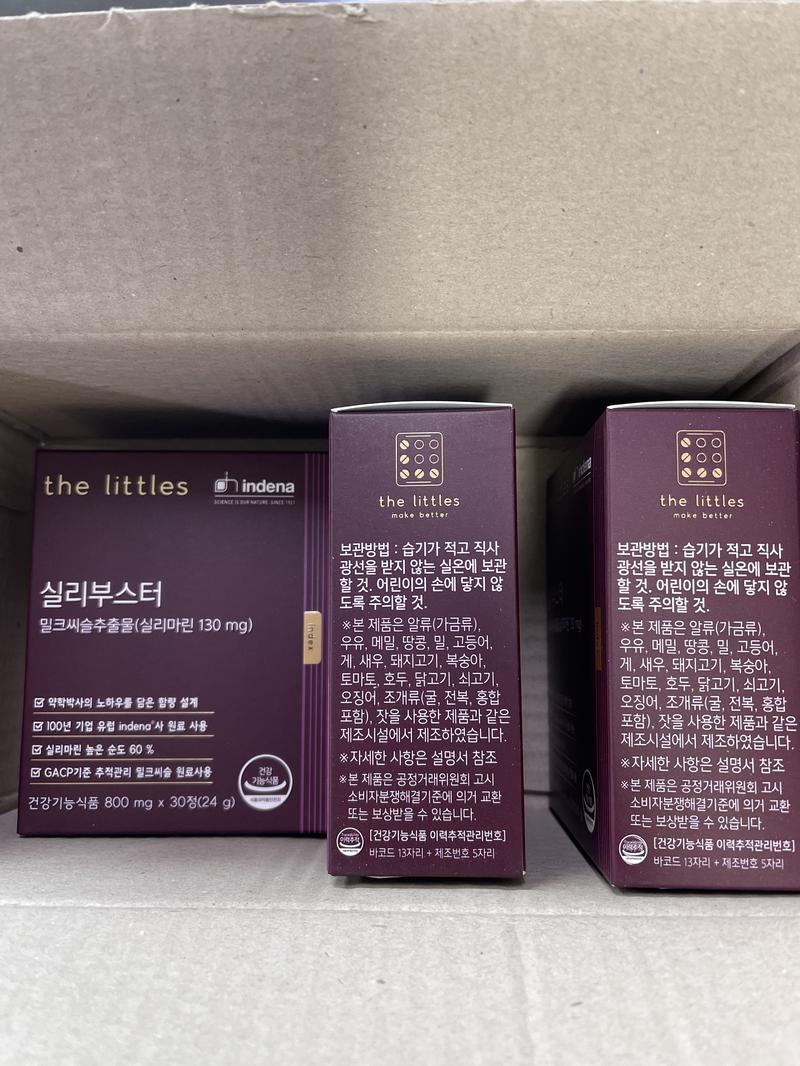 the littles
indena
SCIENCE IS OUR NATURE. SINCE 1921
실리부스터
밀크씨슬추출물(실리마린 130 mg)
index
약학박사의 노하우를 담은 함량 설계
100년 기업 유럽 indena사 원료 사용
실리마린 높은 순도 60 %
GACP기준 추적관리 밀크씨슬 원료사용
건강
기능식품
식품의약품안전처
건강기능식품 800 mg x 30정(24 g)
the littles
make better
보관방법 : 습기가 적고 직사
광선을 받지 않는 실온에 보관
할 것. 어린이의 손에 닿지 않
도록 주의할 것.
※본 제품은 알류(가금류),
우유, 메밀, 땅콩, 밀, 고등어,
게, 새우, 돼지고기, 복숭아,
토마토, 호두, 닭고기, 쇠고기,
오징어, 조개류(굴, 전복, 홍합
포함), 잣을 사용한 제품과 같은
제조시설에서 제조하였습니다.
※자세한 사항은 설명서 참조
※본 제품은 공정거래위원회 고시
소비자분쟁해결기준에 의거 교환
또는 보상받을 수 있습니다.
이력추적
[건강기능식품 이력추적관리번호]
바코드 13자리 + 제조번호 5자리
indena
the littles
make better
보관방법 : 습기가 적고 직사
광선을 받지 않는 실온에 보관
할 것. 어린이의 손에 닿지 않
도록 주의할 것.
※본 제품은 알류(가금류),
우유, 메밀, 땅콩, 밀, 고등어,
게, 새우, 돼지고기, 복숭아,
토마토, 호두, 닭고기, 쇠고기,
오징어, 조개류(굴, 전복, 홍합
포함), 잣을 사용한 제품과 같은
제조시설에서 제조하였습니다.
※자세한 사항은 설명서 참조
※본 제품은 공정거래위원회 고시
소비자분쟁해결기준에 의거 교환
또는 보상받을 수 있습니다.
이력추적
[건강기능식품 이력추적관리번호]
바코드 13자리 + 제조번호 5자리